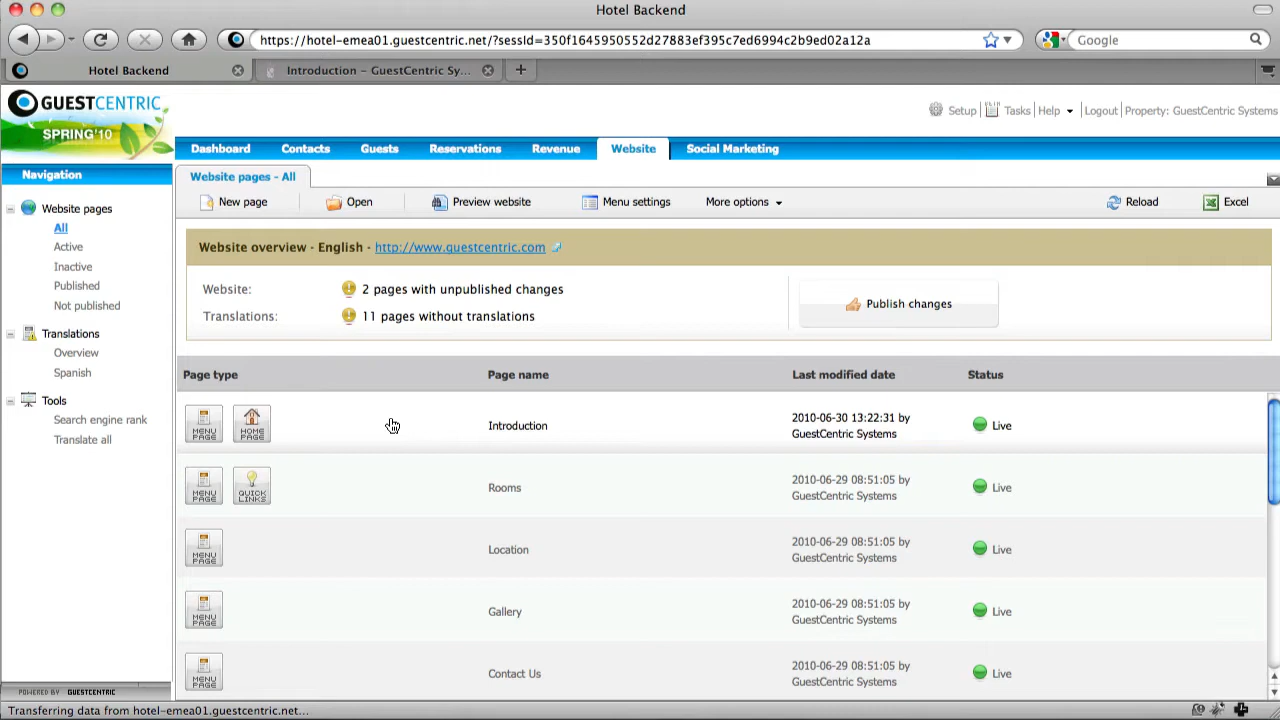 Hotel Backend
https://hotel-emea01.guestcentric.net/?sessId=350f1645950552d27883ef395c7ed6994c2b9ed02a12a
Google
Hotel Backend
Introduction – GuestCentric Sy...
GUESTCENTRIC
SPRING'10
Setup
Tasks
Help
Logout
Property: GuestCentric Systems
Dashboard
Contacts
Guests
Reservations
Revenue
Website
Social Marketing
Navigation
Website pages
All
Active
Inactive
Published
Not published
Translations
Overview
Spanish
Tools
Search engine rank
Translate all
Website pages - All
New page
Open
Preview website
Menu settings
More options
Reload
Excel
Website overview - English - http://www.guestcentric.com
Website:
2 pages with unpublished changes
Translations:
11 pages without translations
Publish changes
Page type
Page name
Last modified date
Status
MENU PAGE
HOME PAGE
Introduction
2010-06-30 13:22:31 by
GuestCentric Systems
Live
MENU PAGE
QUICK LINKS
Rooms
2010-06-29 08:51:05 by
GuestCentric Systems
Live
MENU PAGE
Location
2010-06-29 08:51:05 by
GuestCentric Systems
Live
MENU PAGE
Gallery
2010-06-29 08:51:05 by
GuestCentric Systems
Live
MENU PAGE
Contact Us
2010-06-29 08:51:05 by
GuestCentric Systems
Live
POWERED BY GUESTCENTRIC
Transferring data from hotel-emea01.guestcentric.net...